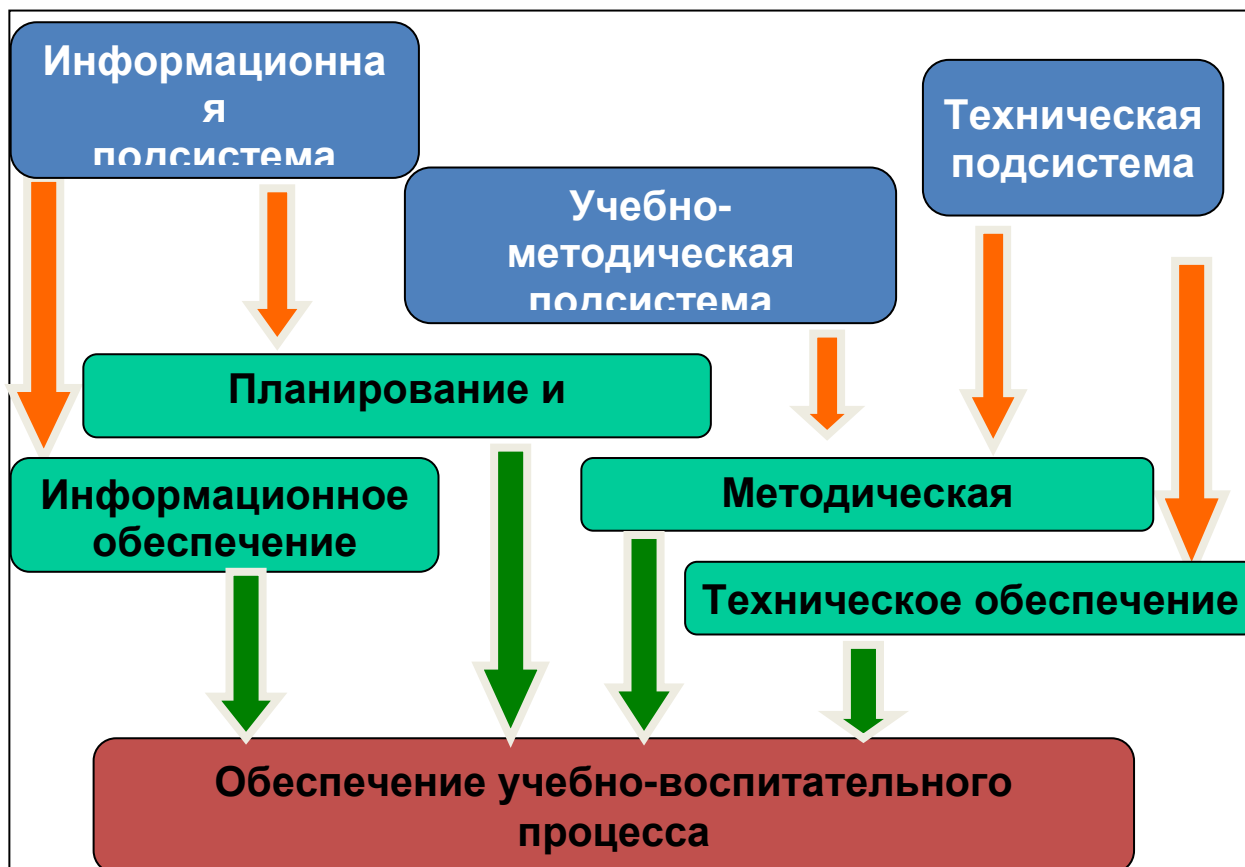 Информационна
я
подсистема
Техническая
подсистема
Учебно-
методическая
подсистема
Планирование и
Информационное
обеспечение
Методическая
Техническое обеспечение
Обеспечение учебно-воспитательного
процесса